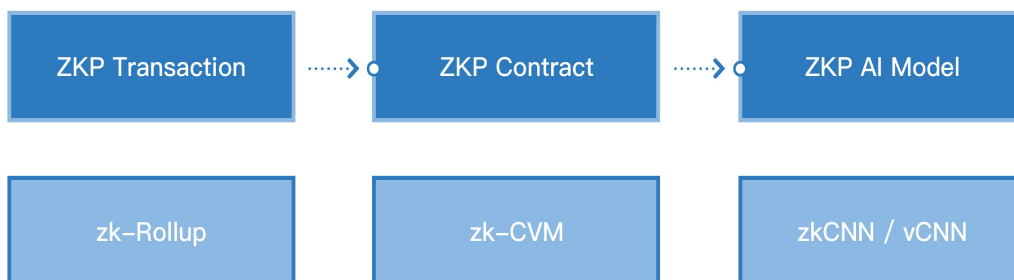 ZKP Transaction
ZKP Contract
ZKP AI Model
zk–Rollup
zk–CVM
zkCNN / vCNN